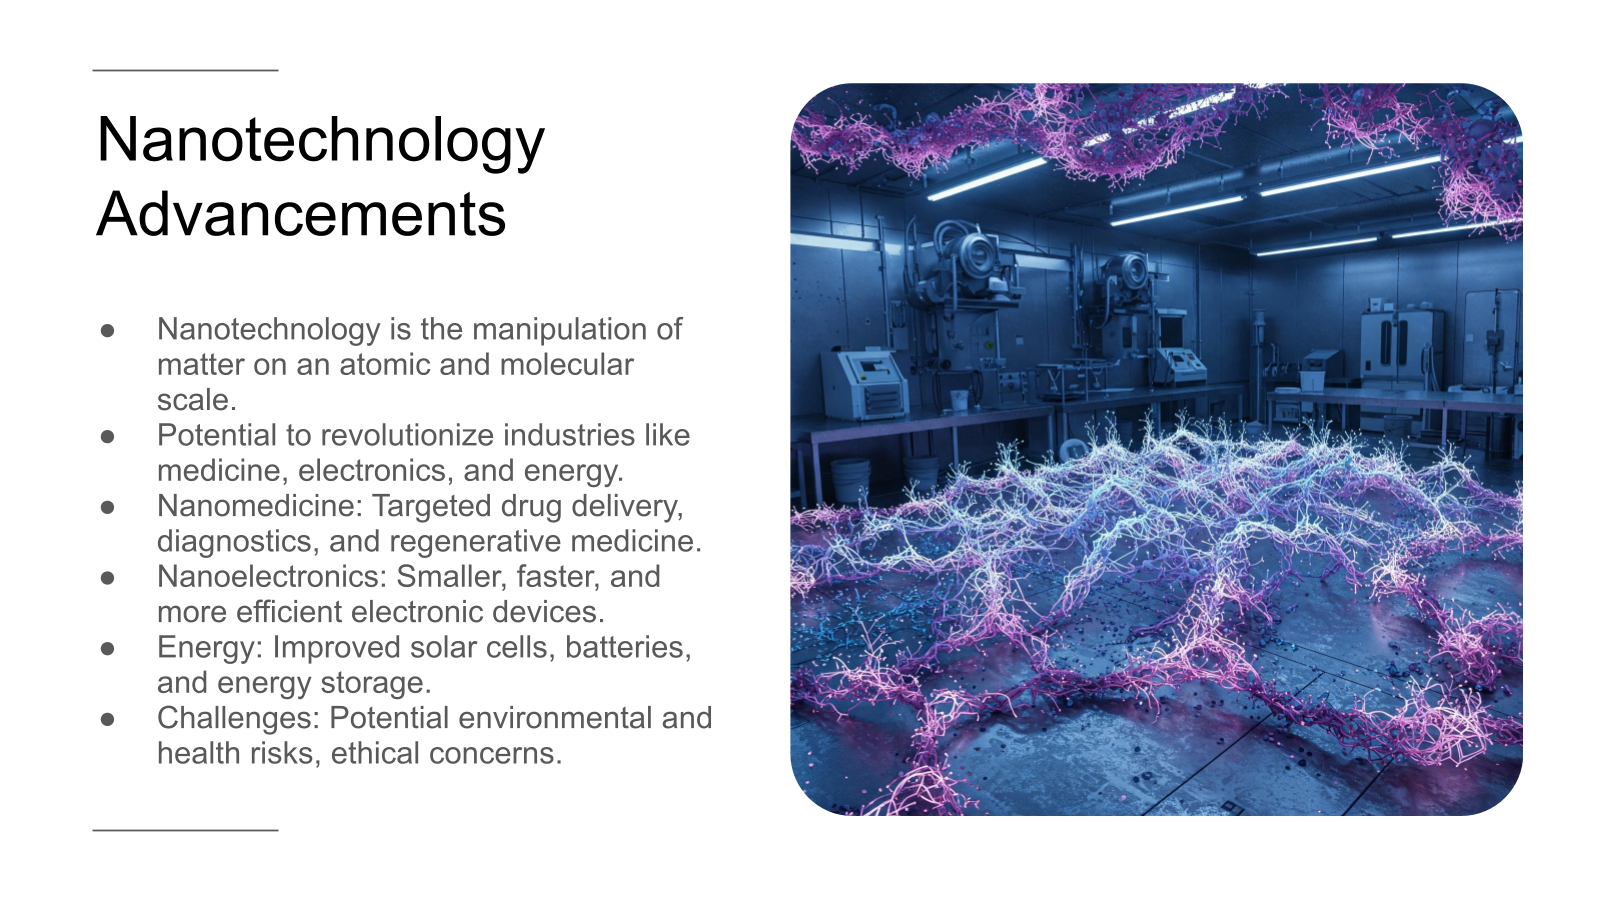 Nanotechnology
Advancements
● Nanotechnology is the manipulation of
matter on an atomic and molecular
scale.
● Potential to revolutionize industries like
medicine, electronics, and energy.
● Nanomedicine: Targeted drug delivery,
diagnostics, and regenerative medicine.
● Nanoelectronics: Smaller, faster, and
more efficient electronic devices.
● Energy: Improved solar cells, batteries,
and energy storage.
● Challenges: Potential environmental and
health risks, ethical concerns.